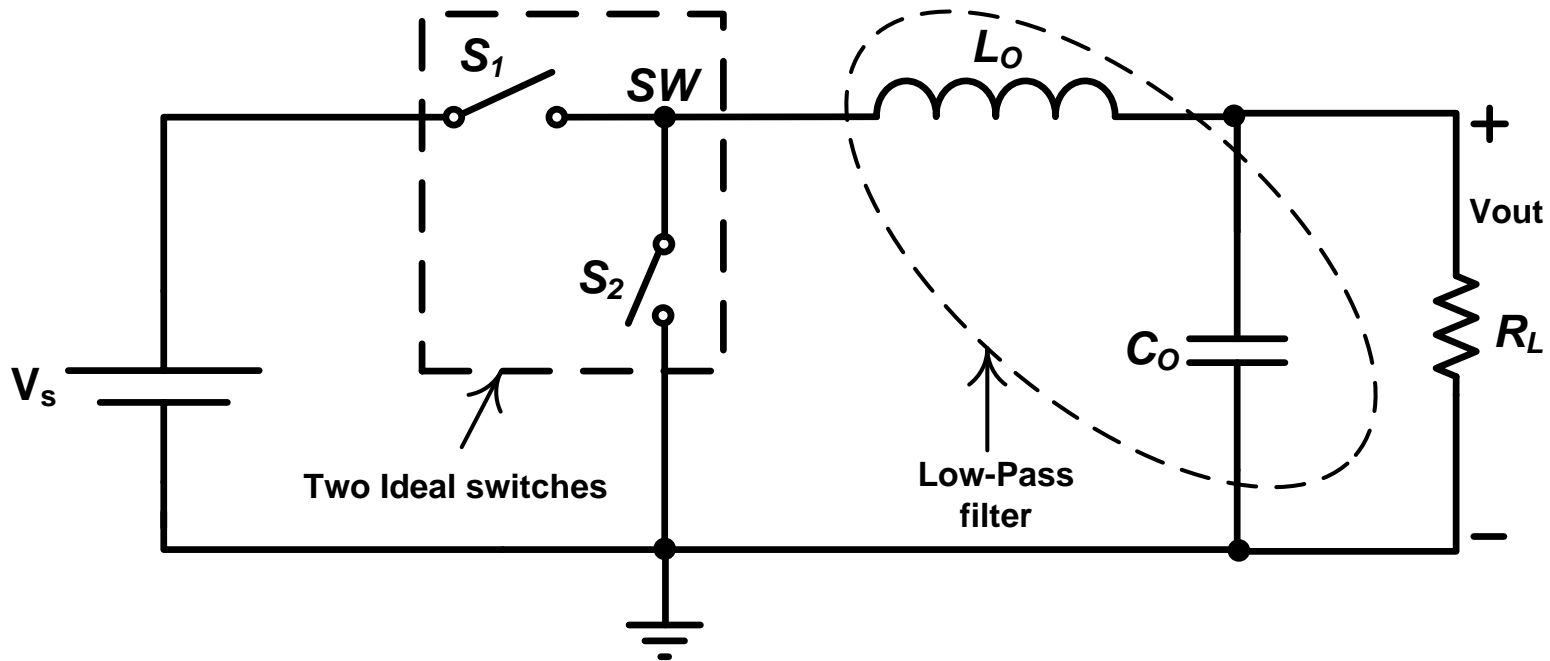 S1
SW
LO
+
Vout
S2
CO
RL
Vs
Two Ideal switches
Low-Pass
filter
−